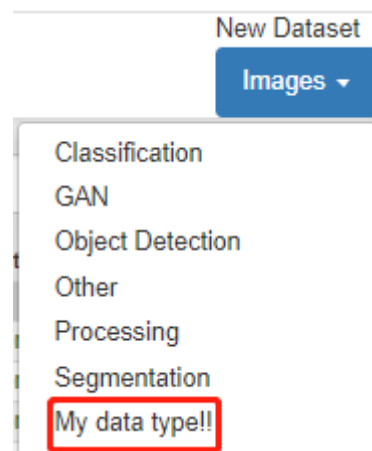 New Dataset
Images
Classification
GAN
Object Detection
Other
Processing
Segmentation
My data type!!